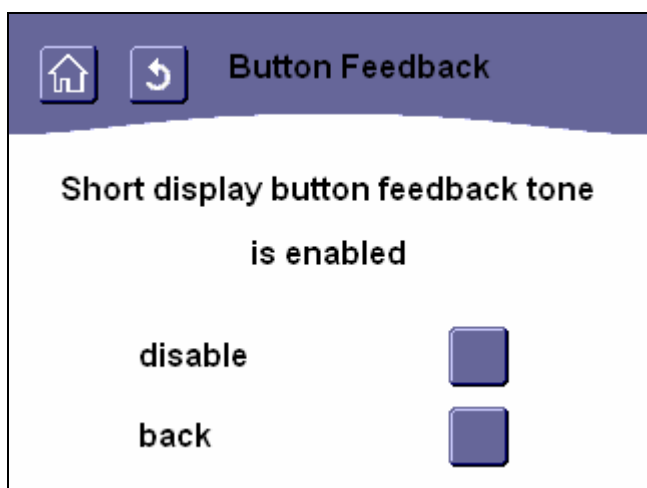 Button Feedback
Short display button feedback tone
is enabled
disable
back